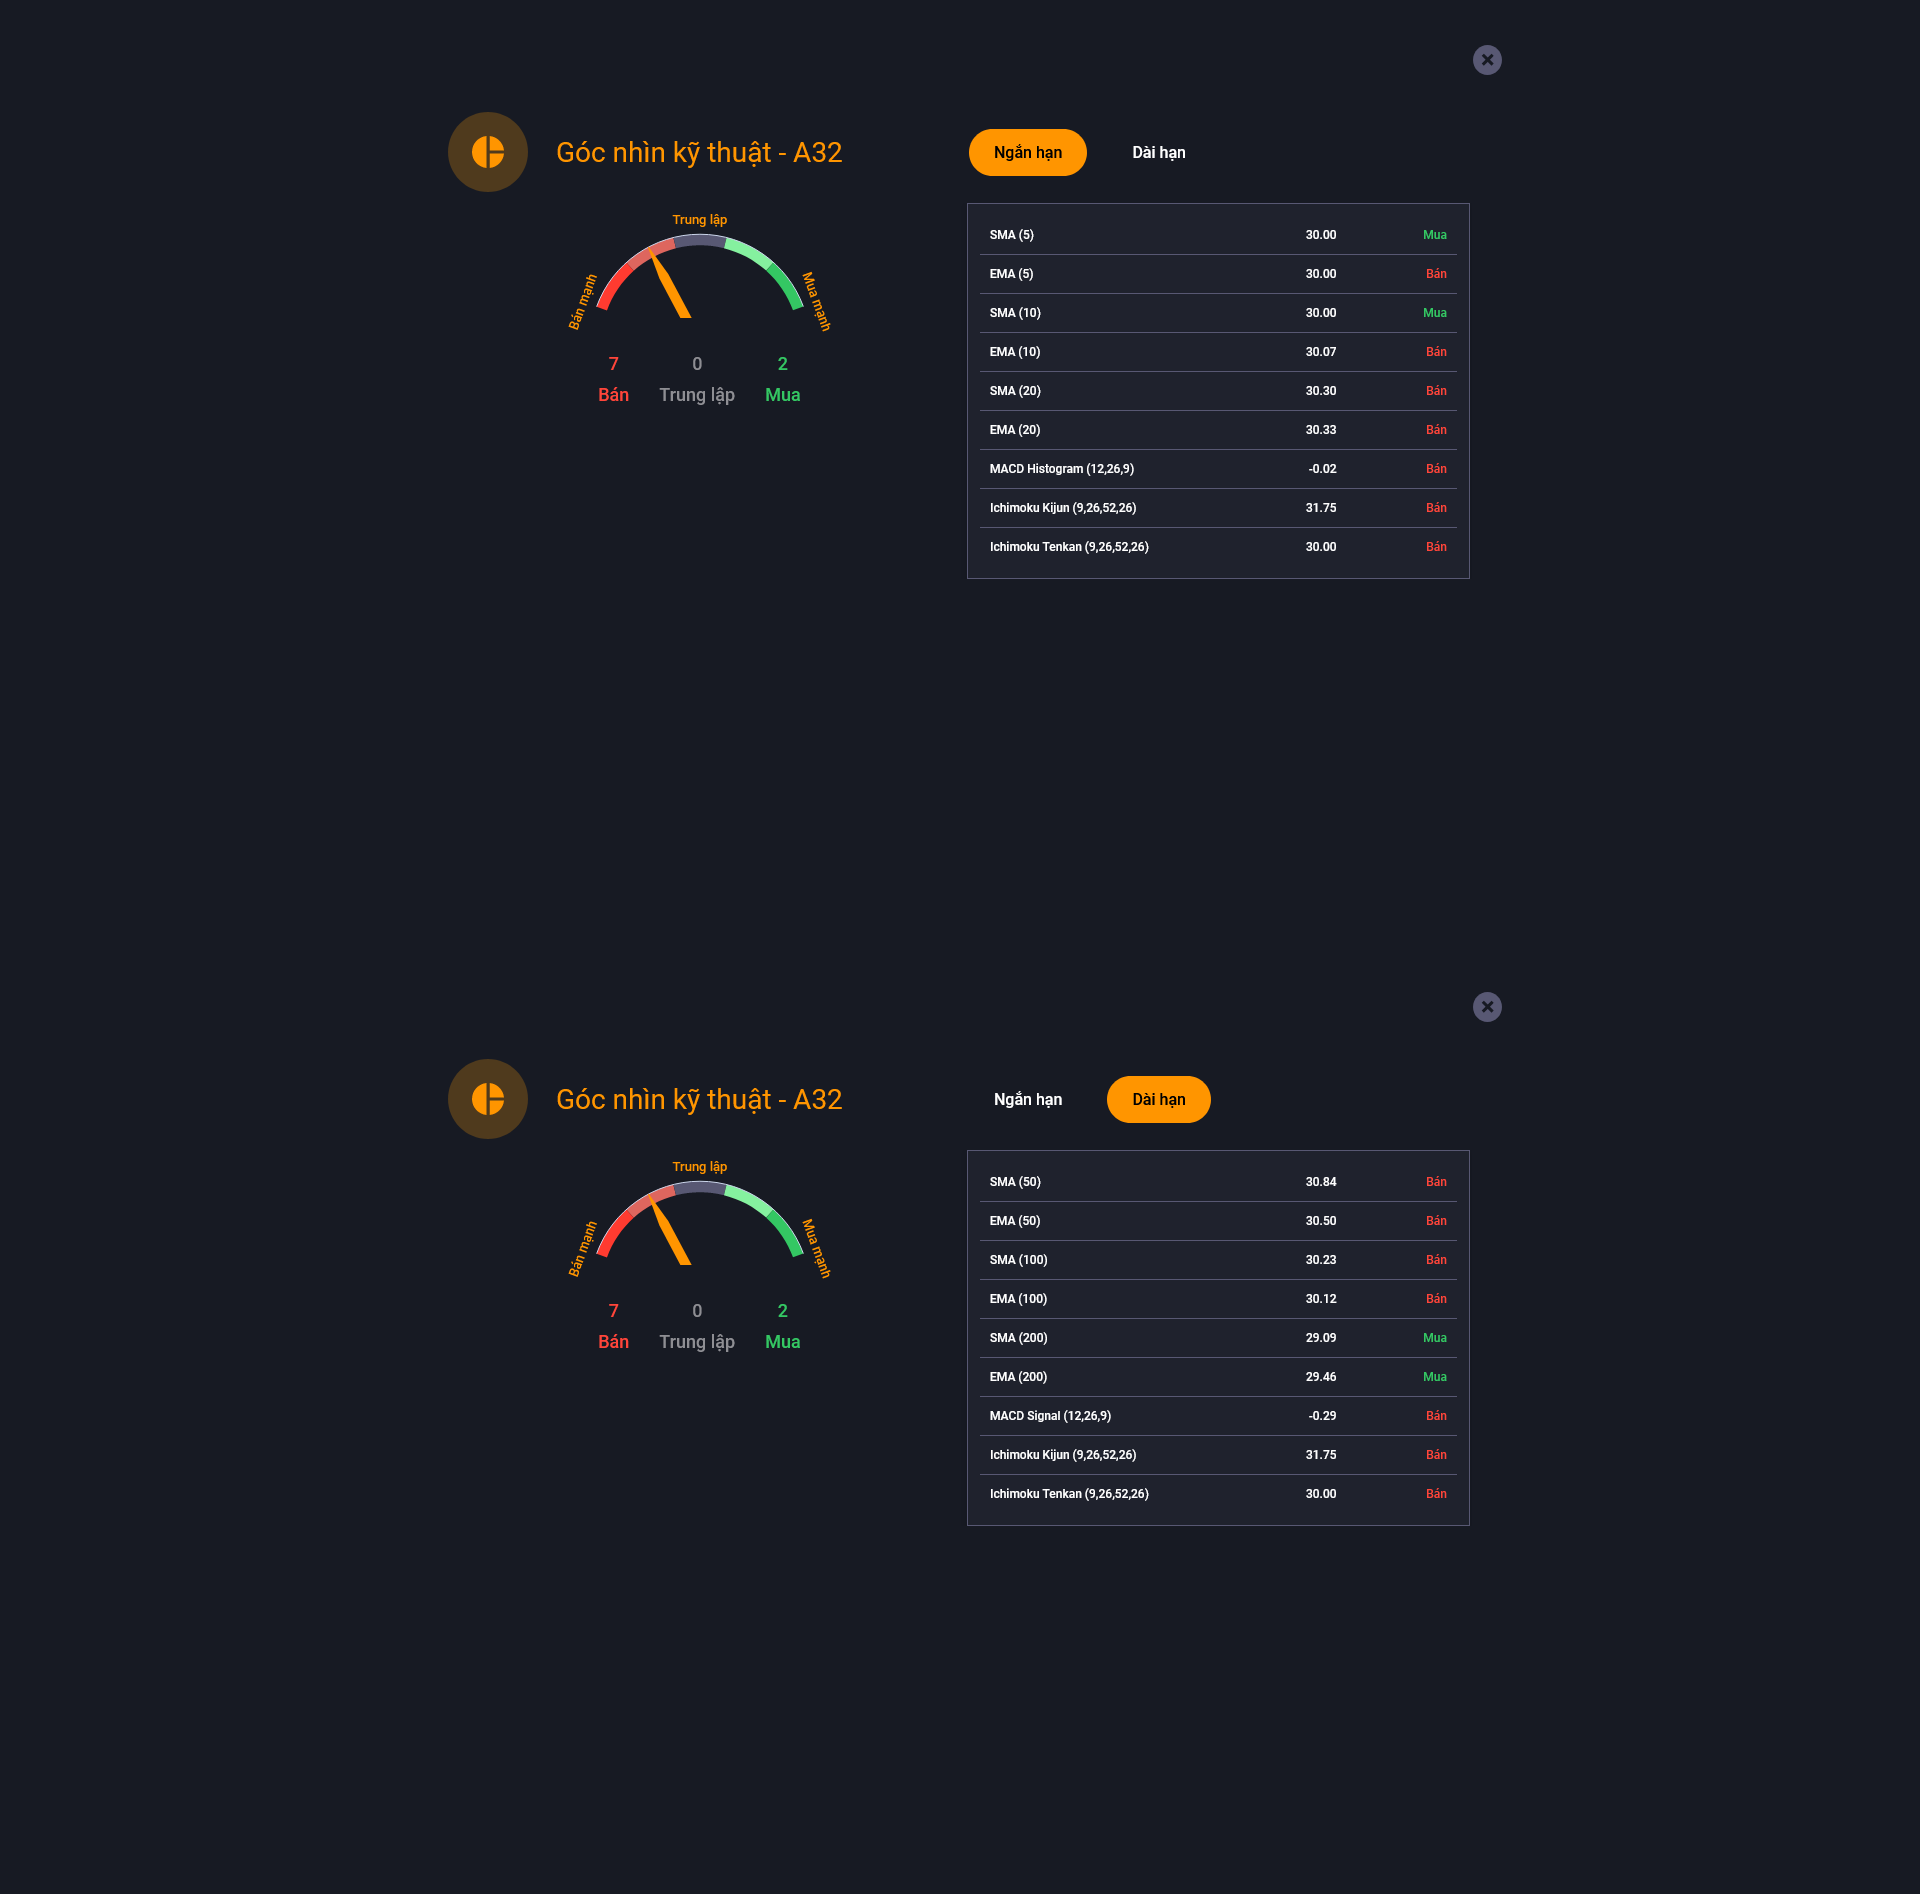 Góc nhìn kỹ thuật - A32
Trung lập
Bán mạnh
Mua mạnh
7 0 2
Bán Trung lập Mua
Ngắn hạn Dài hạn
SMA (5) 30.00 Mua
EMA (5) 30.00 Bán
SMA (10) 30.00 Mua
EMA (10) 30.07 Bán
SMA (20) 30.30 Bán
EMA (20) 30.33 Bán
MACD Histogram (12,26,9) -0.02 Bán
Ichimoku Kijun (9,26,52,26) 31.75 Bán
Ichimoku Tenkan (9,26,52,26) 30.00 Bán
Góc nhìn kỹ thuật - A32
Trung lập
Bán mạnh
Mua mạnh
7 0 2
Bán Trung lập Mua
Ngắn hạn Dài hạn
SMA (50) 30.84 Bán
EMA (50) 30.50 Bán
SMA (100) 30.23 Bán
EMA (100) 30.12 Bán
SMA (200) 29.09 Mua
EMA (200) 29.46 Mua
MACD Signal (12,26,9) -0.29 Bán
Ichimoku Kijun (9,26,52,26) 31.75 Bán
Ichimoku Tenkan (9,26,52,26) 30.00 Bán